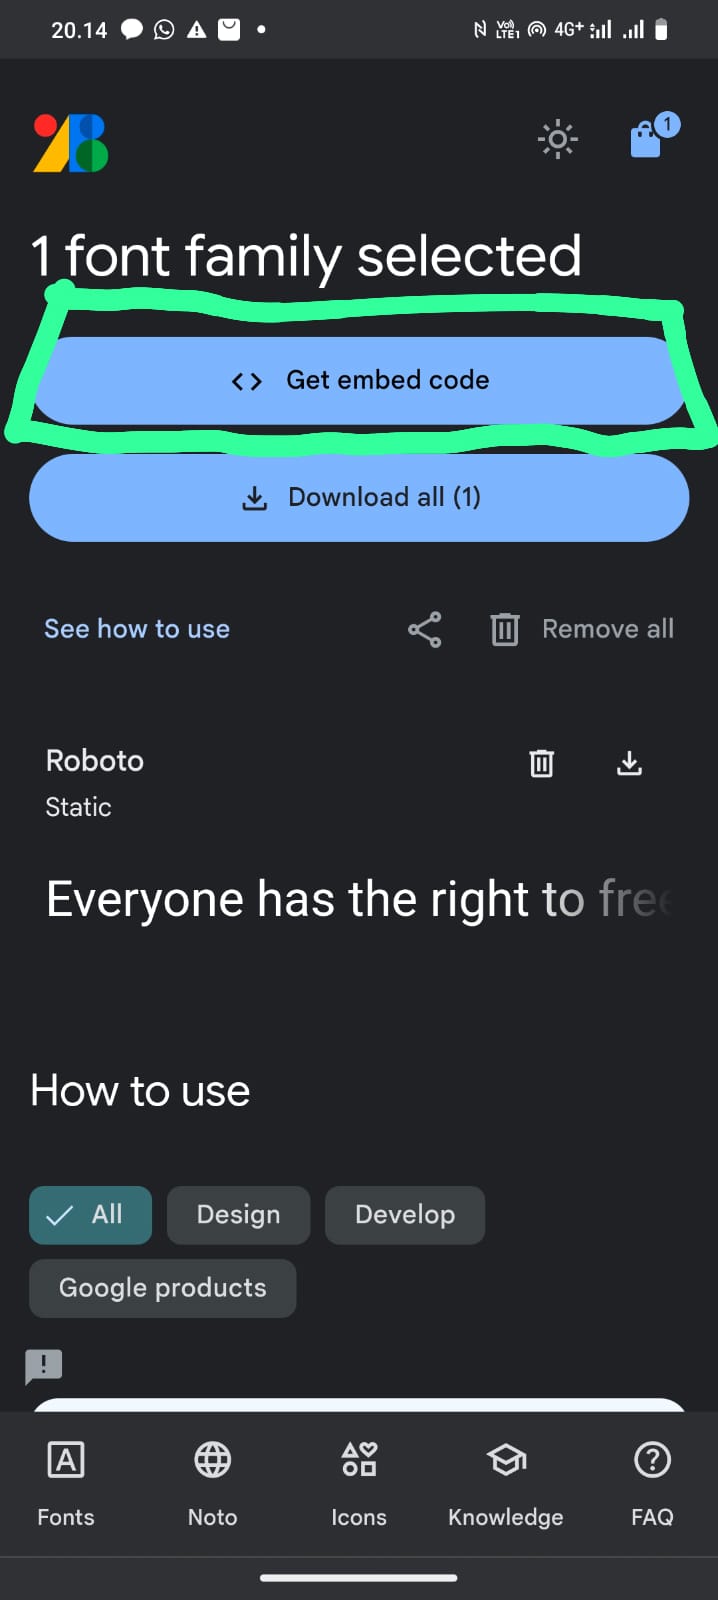 20.14
Vo) LTE1 4G+
1
1 font family selected
<> Get embed code
Download all (1)
See how to use
Remove all
Roboto
Static
Everyone has the right to free
How to use
All Design Develop
Google products
Fonts Noto Icons Knowledge FAQ